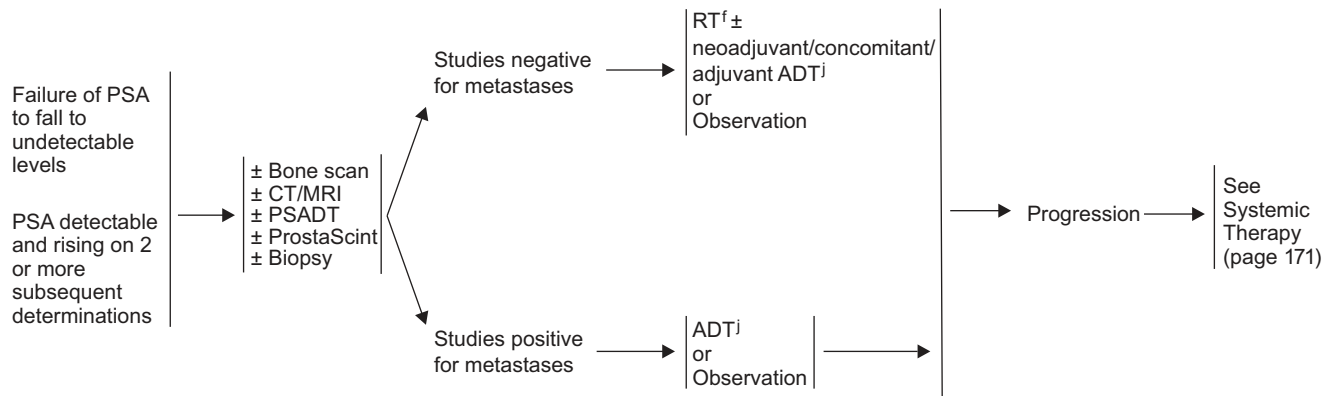 Failure of PSA
to fall to
undetectable
levels
PSA detectable
and rising on 2
or more
subsequent
determinations
± Bone scan
± CT/MRI
± PSADT
± ProstaScint
± Biopsy
Studies negative
for metastases
RTf ±
neoadjuvant/concomitant/
adjuvant ADTj
or
Observation
Studies positive
for metastases
ADTj
or
Observation
Progression
See
Systemic
Therapy
(page 171)